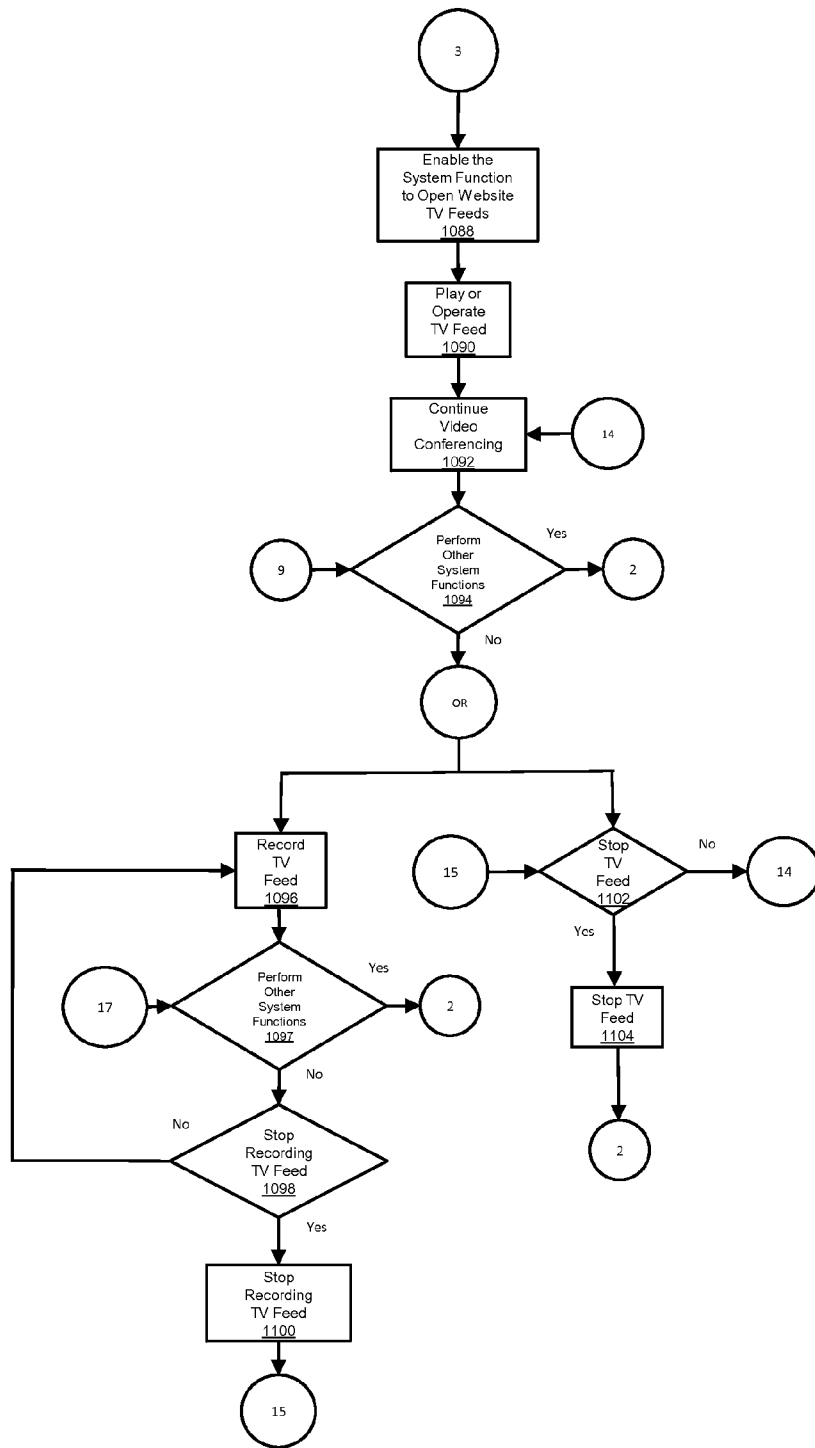 3
Enable the
System Function
to Open Website
TV Feeds
1088
Play or
Operate
TV Feed
1090
Continue
Video
Conferencing
1092
14
Perform
Other
System
Functions
1094
Yes
9
2
No
OR
Record
TV
Feed
1096
15
Stop
TV
Feed
1102
No
14
Yes
17
Perform
Other
System
Functions
1097
Yes
2
Stop TV
Feed
1104
No
No
Stop
Recording
TV Feed
1098
2
Yes
Stop
Recording
TV Feed
1100
15